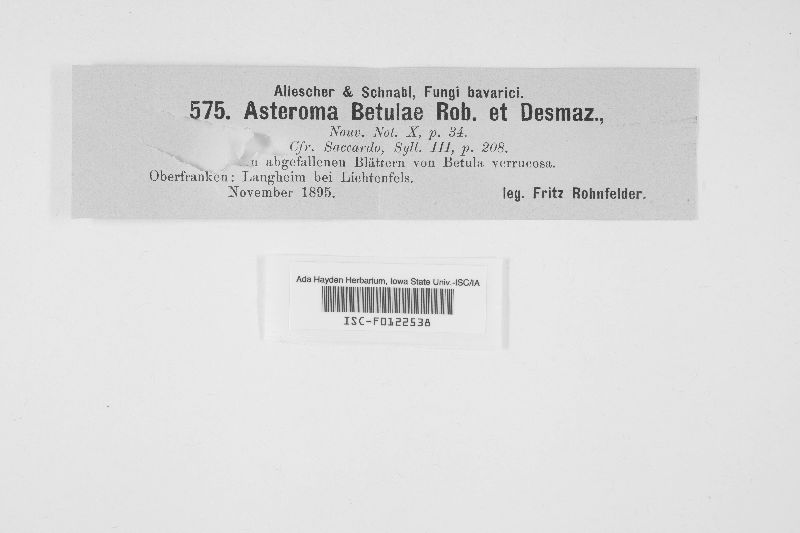 Allescher & Schnabl, Fungi bavarici.
575. Asteroma Betulae Rob. et Desmaz.,
Nouv. Not. X, p. 34.
Cfr. Saccardo, Syll. III, p. 208.
n abgefallenen Blättern von Betula verrucosa.
Oberfranken: Langheim bei Lichtenfels.
November 1895. leg. Fritz Rohnfelder.
Ada Hayden Herbarium, Iowa State Univ.-ISC/IA
ISC-F0122538